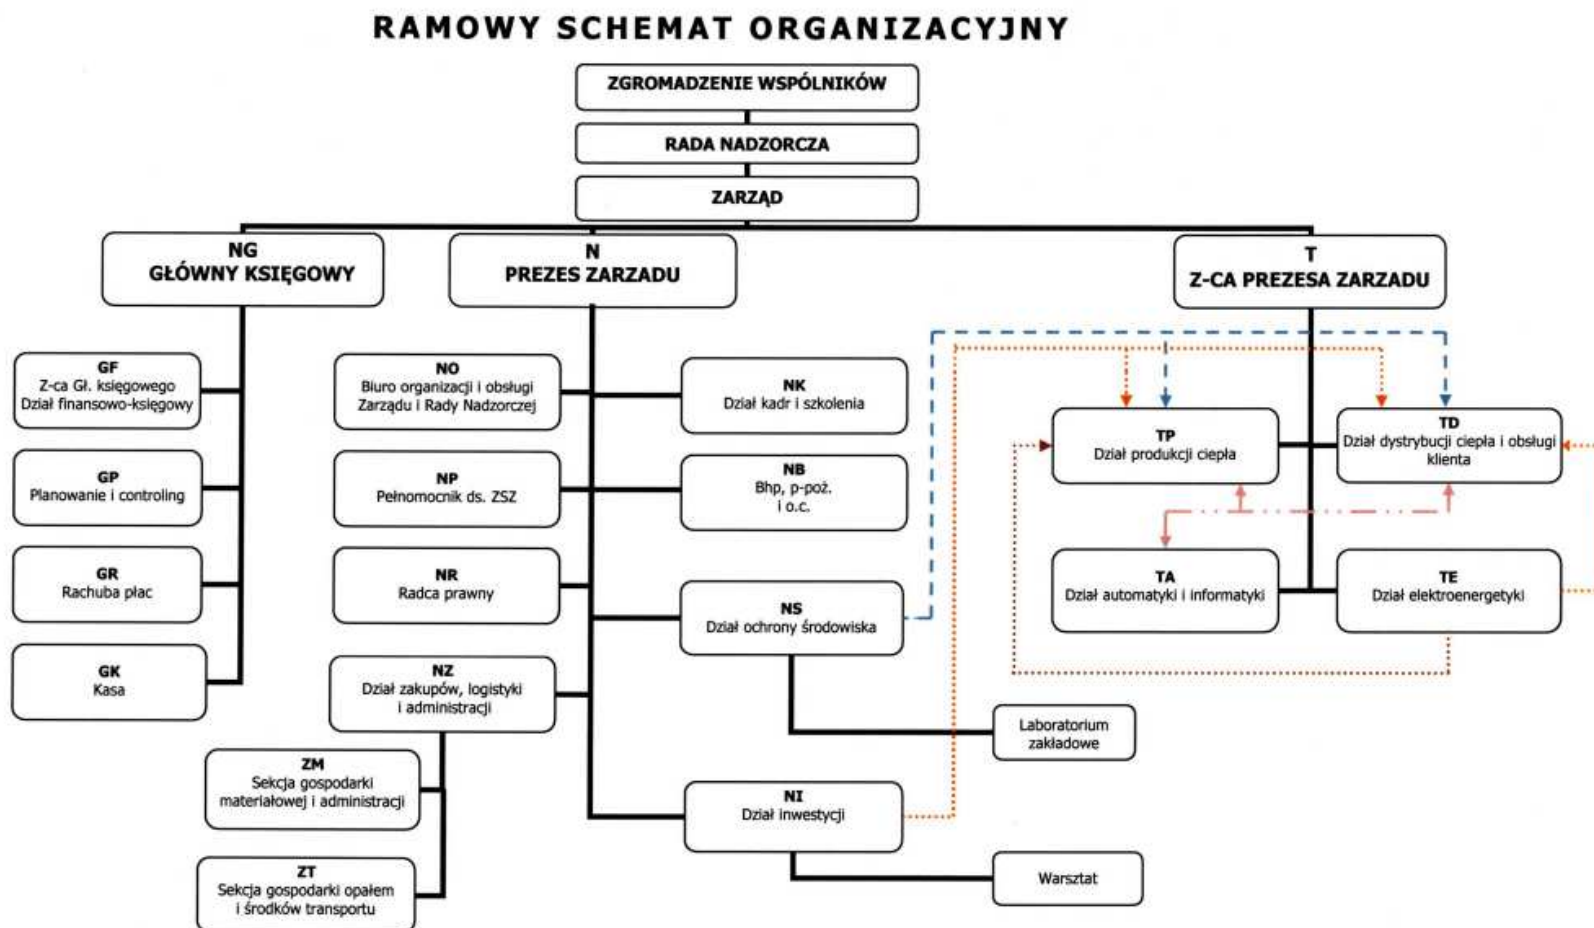 RAMOWY SCHEMAT ORGANIZACYJNY
ZGROMADZENIE WSPÓLNIKÓW
RADA NADZORCZA
ZARZĄD
NG
GŁÓWNY KSIĘGOWY
N
PREZES ZARZADU
T
Z-CA PREZESA ZARZADU
GF
Z-ca Gł. księgowego
Dział finansowo-księgowy
GP
Planowanie i controling
GR
Rachuba płac
GK
Kasa
NO
Biuro organizacji i obsługi
Zarządu i Rady Nadzorczej
NP
Pełnomocnik ds. ZSZ
NR
Radca prawny
NZ
Dział zakupów, logistyki
i administracji
ZM
Sekcja gospodarki
materiałowej i administracji
ZT
Sekcja gospodarki opałem
i środków transportu
NK
Dział kadr i szkolenia
NB
Bhp, p-poż.
i o.c.
NS
Dział ochrony środowiska
Laboratorium
zakładowe
NI
Dział inwestycji
Warsztat
TP
Dział produkcji ciepła
TD
Dział dystrybucji ciepła i obsługi
klienta
TA
Dział automatyki i informatyki
TE
Dział elektroenergetyki